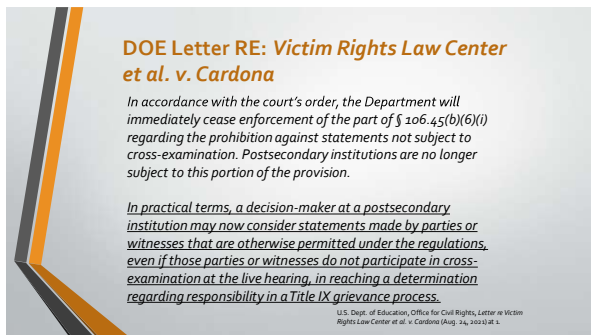 DOE Letter RE: Victim Rights Law Center
et al. v. Cardona
In accordance with the court's order, the Department will
immediately cease enforcement of the part of § 106.45(b)(6)(i)
regarding the prohibition against statements not subject to
cross-examination. Postsecondary institutions are no longer
subject to this portion of the provision.
In practical terms, a decision-maker at a postsecondary
institution may now consider statements made by parties or
witnesses that are otherwise permitted under the regulations,
even if those parties or witnesses do not participate in cross-
examination at the live hearing, in reaching a determination
regarding responsibility in a Title IX grievance process.
U.S. Dept. of Education, Office for Civil Rights, Letter re Victim
Rights Law Center et al. v. Cardona (Aug. 24, 2021) at 1.